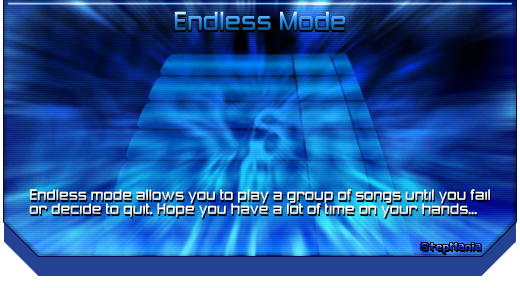 Endless Mode
Endless mode allows you to play a group of songs until you fail
or decide to quit. Hope you have a lot of time on your hands...
StepMania